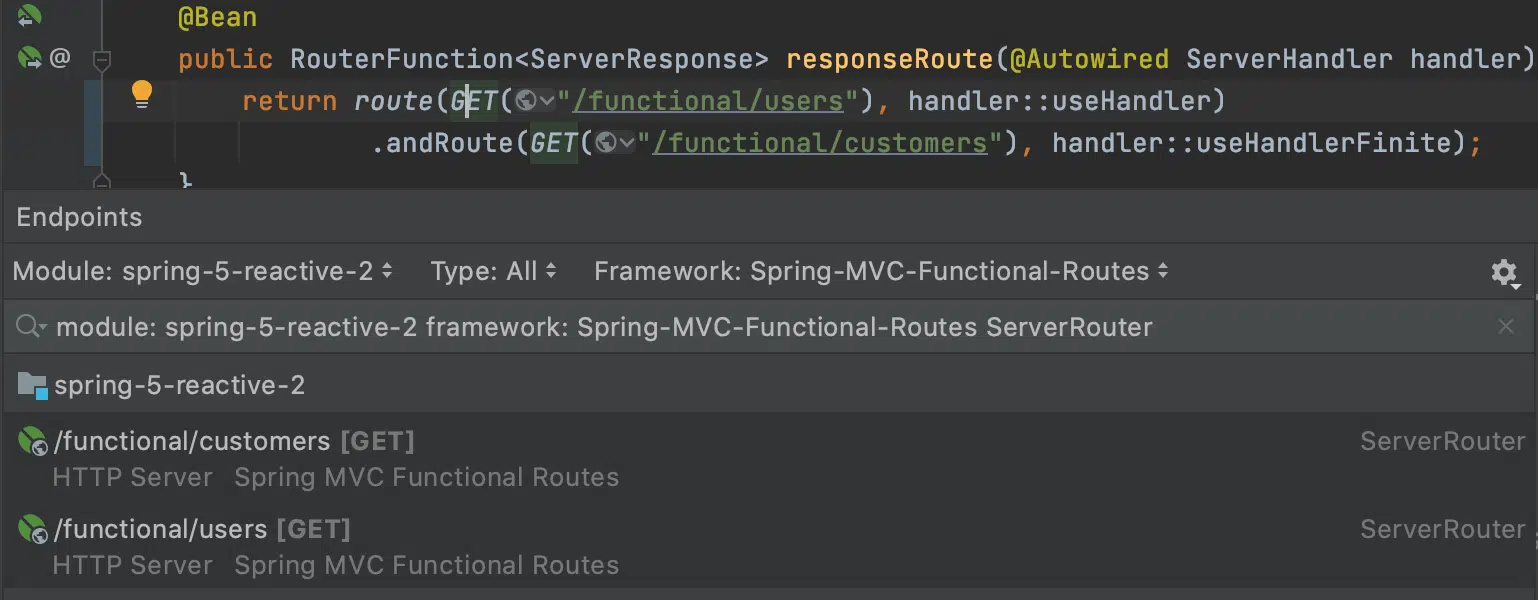 @Bean
@ public RouterFunction<ServerResponse> responseRoute(@Autowired ServerHandler handler)
return route(GET("/functional/users"), handler::useHandler)
.andRoute(GET("/functional/customers"), handler::useHandlerFinite);
}
Endpoints
Module: spring-5-reactive-2 Type: All Framework: Spring-MVC-Functional-Routes
module: spring-5-reactive-2 framework: Spring-MVC-Functional-Routes ServerRouter
spring-5-reactive-2
/functional/customers [GET] ServerRouter
HTTP Server Spring MVC Functional Routes
/functional/users [GET] ServerRouter
HTTP Server Spring MVC Functional Routes